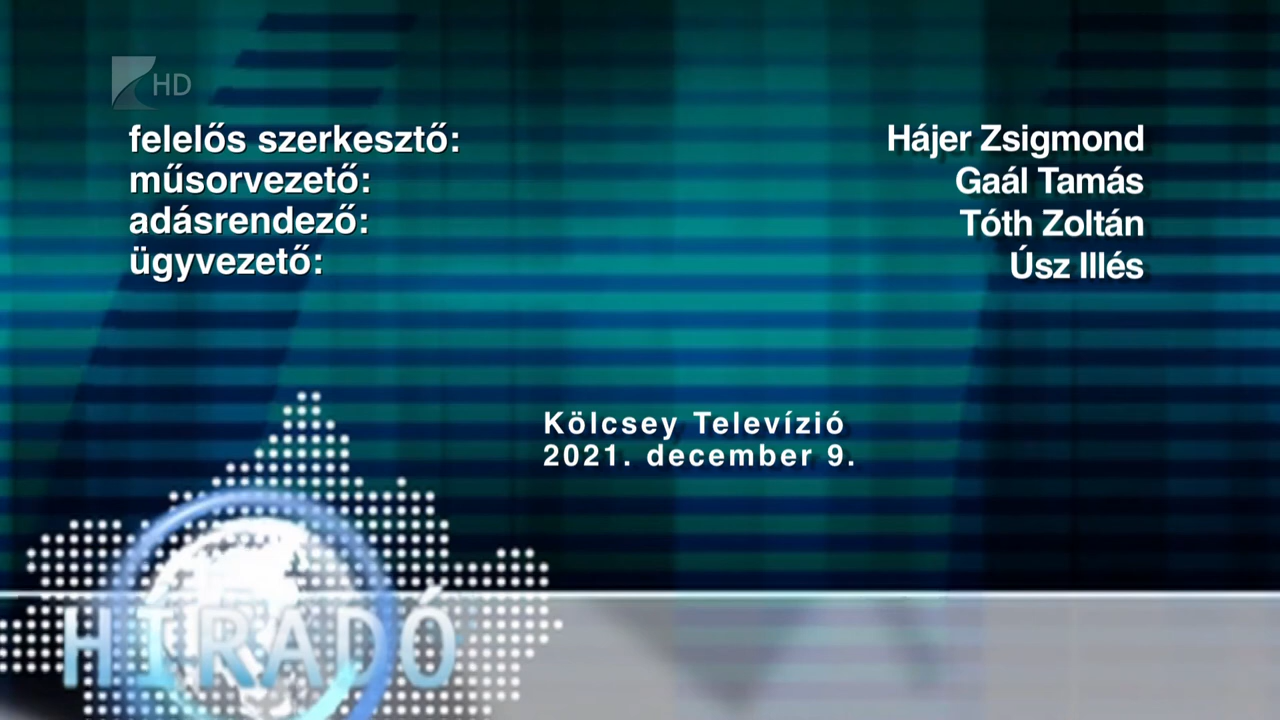 HD
felelős szerkesztő: Hájer Zsigmond
műsorvezető: Gaál Tamás
adásrendező: Tóth Zoltán
ügyvezető: Úsz Illés
Kölcsey Televízió
2021. december 9.
HÍRADÓ